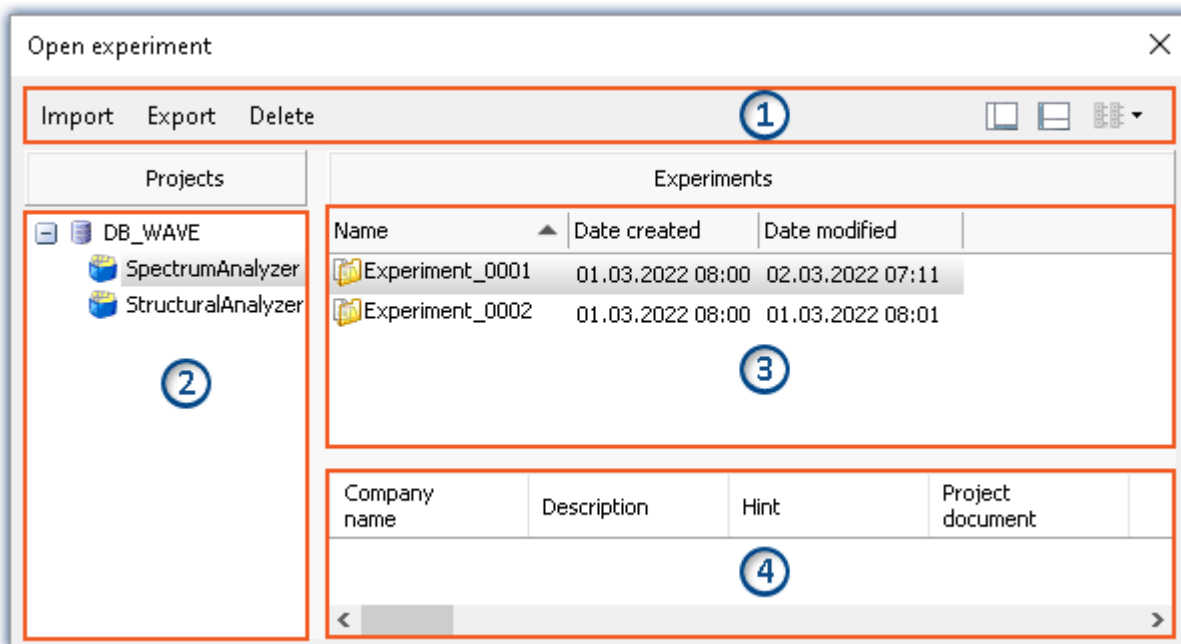 Open experiment
Import Export Delete
1
Projects
Experiments
DB_WAVE
SpectrumAnalyzer
StructuralAnalyzer
2
Name Date created Date modified
Experiment_0001 01.03.2022 08:00 02.03.2022 07:11
Experiment_0002 01.03.2022 08:00 01.03.2022 08:01
3
Company name
Description
Hint
Project document
4